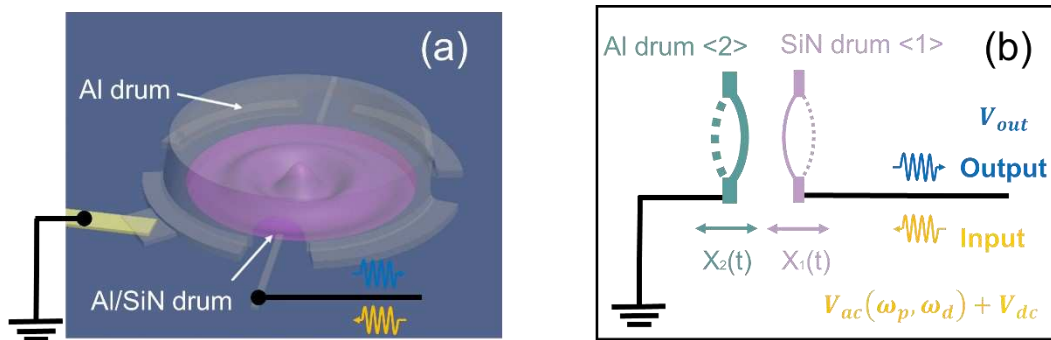 (a)
Al drum
Al/SiN drum
(b)
Al drum <2> SiN drum <1>
V_out
Output
Input
X₂(t) X₁(t)
V_ac(ω_p, ω_d) + V_dc